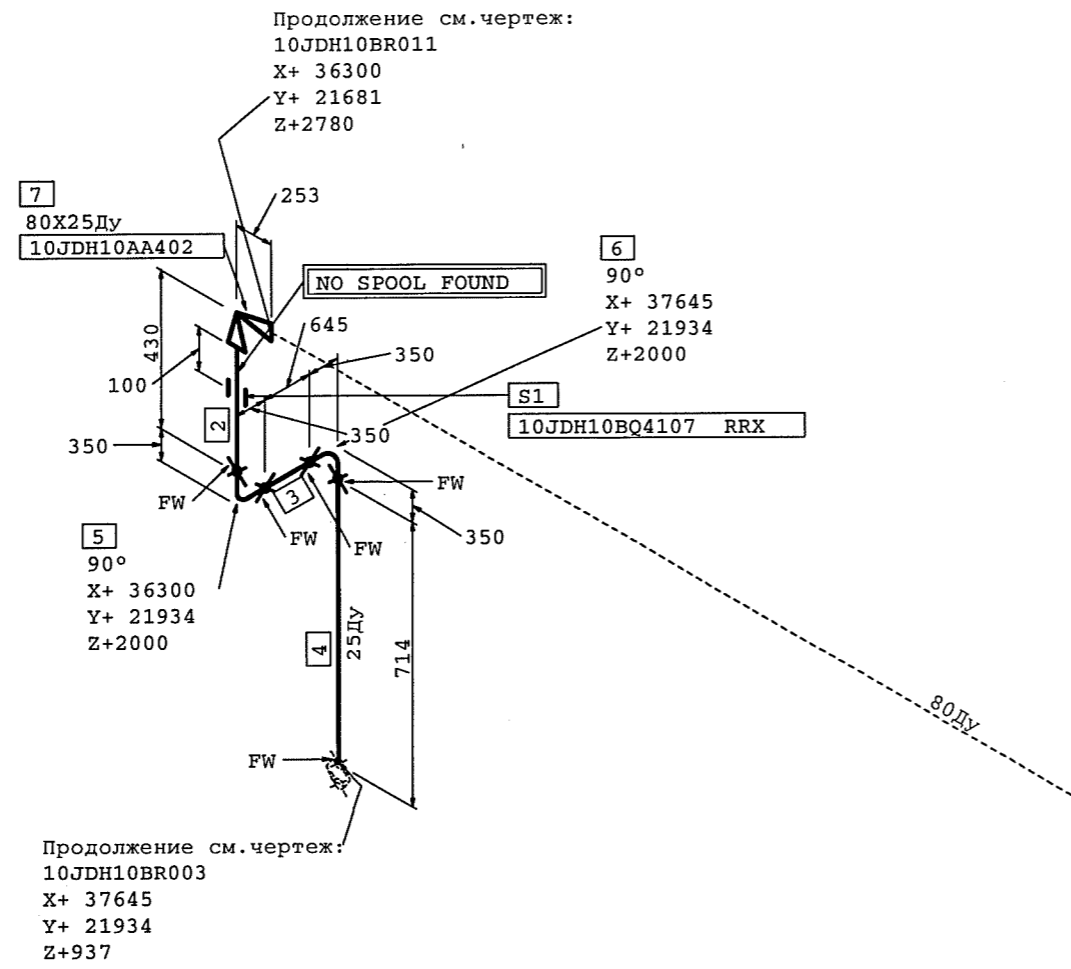 Продолжение см.чертеж:
10JDH10BR011
X+ 36300
Y+ 21681
Z+2780
7
80X25Ду
10JDH10AA402
253
6
90°
X+ 37645
Y+ 21934
Z+2000
NO SPOOL FOUND
645
350
430
100
S1
10JDH10BQ4107 RRX
2
350
350
FW
3
FW
FW
FW
350
5
90°
X+ 36300
Y+ 21934
Z+2000
4
25Ду
714
80Ду
FW
Продолжение см.чертеж:
10JDH10BR003
X+ 37645
Y+ 21934
Z+937